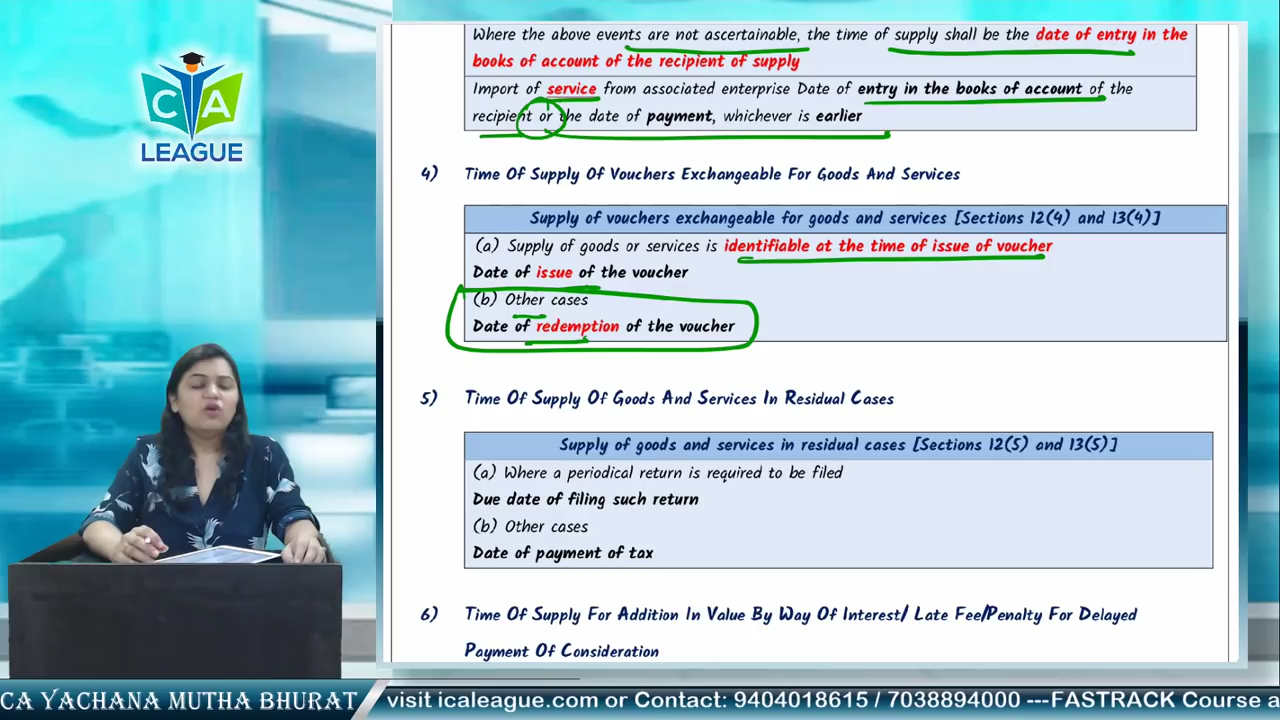 Where the above events are not ascertainable, the time of supply shall be the date of entry in the
books of account of the recipient of supply
Import of service from associated enterprise Date of entry in the books of account of the
recipient or the date of payment, whichever is earlier
CA
LEAGUE
4) Time Of Supply Of Vouchers Exchangeable For Goods And Services
Supply of vouchers exchangeable for goods and services [Sections 12(4) and 13(4)]
(a) Supply of goods or services is identifiable at the time of issue of voucher
Date of issue of the voucher
(b) Other cases
Date of redemption of the voucher
5) Time Of Supply Of Goods And Services In Residual Cases
Supply of goods and services in residual cases [Sections 12(5) and 13(5)]
(a) Where a periodical return is required to be filed
Due date of filing such return
(b) Other cases
Date of payment of tax
6) Time Of Supply For Addition In Value By Way Of Interest/ Late Fee/Penalty For Delayed
Payment Of Consideration
CA YACHANA MUTHA BHURAT
visit icaleague.com or Contact: 9404018615 / 7038894000 ---FASTRACK Course a